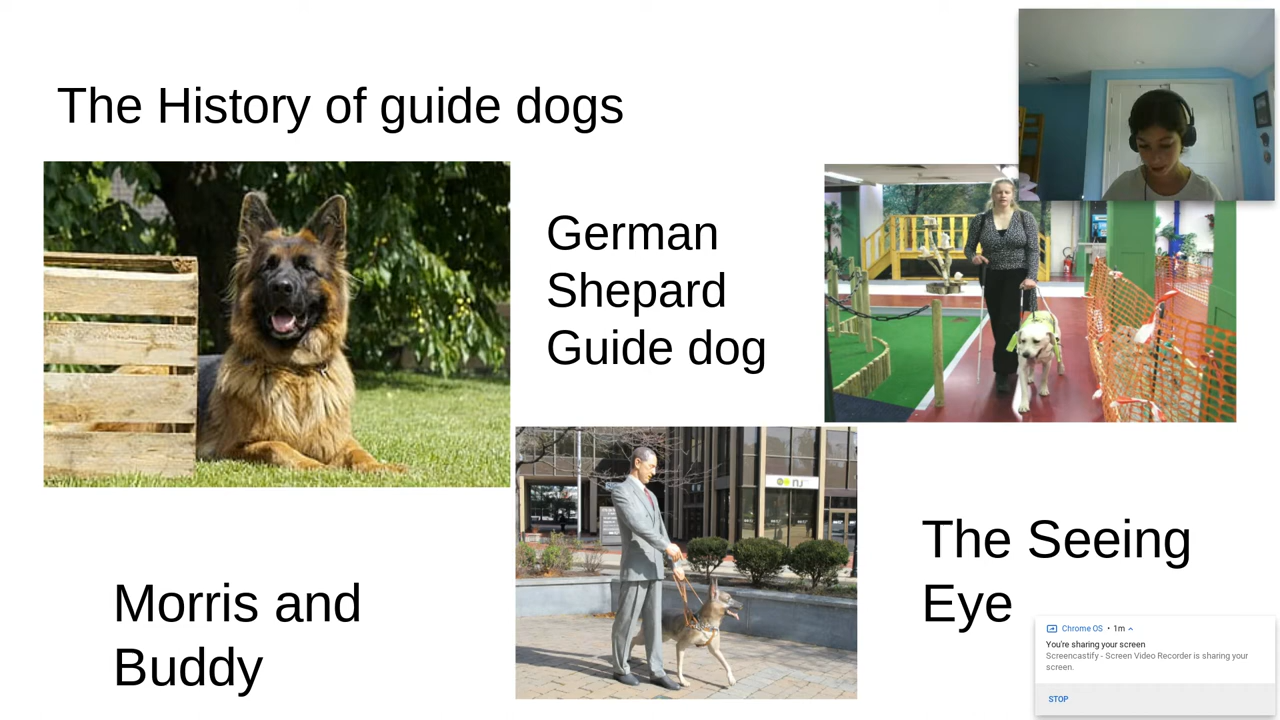 The History of guide dogs
German
Shepard
Guide dog
Morris and
Buddy
The Seeing
Eye
Chrome OS • 1m
You're sharing your screen
Screencastify - Screen Video Recorder is sharing your
screen.
STOP